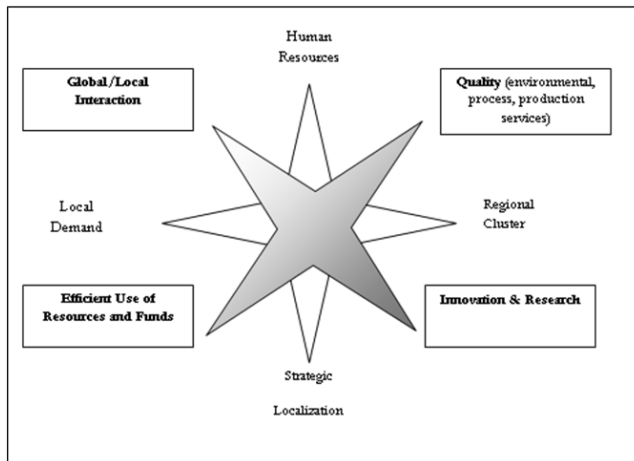 Human
Resources
Global/Local
Interaction
Quality (environmental,
process, production
services)
Local
Demand
Regional
Cluster
Efficient Use of
Resources and Funds
Innovation & Research
Strategic
Localization